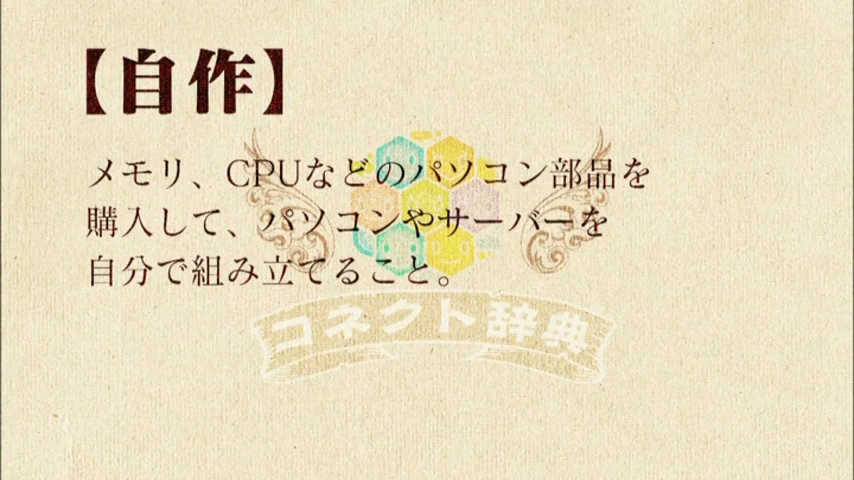 【自作】
メモリ、CPUなどのパソコン部品を
購入して、パソコンやサーバーを
自分で組み立てること。
コネクト辞典